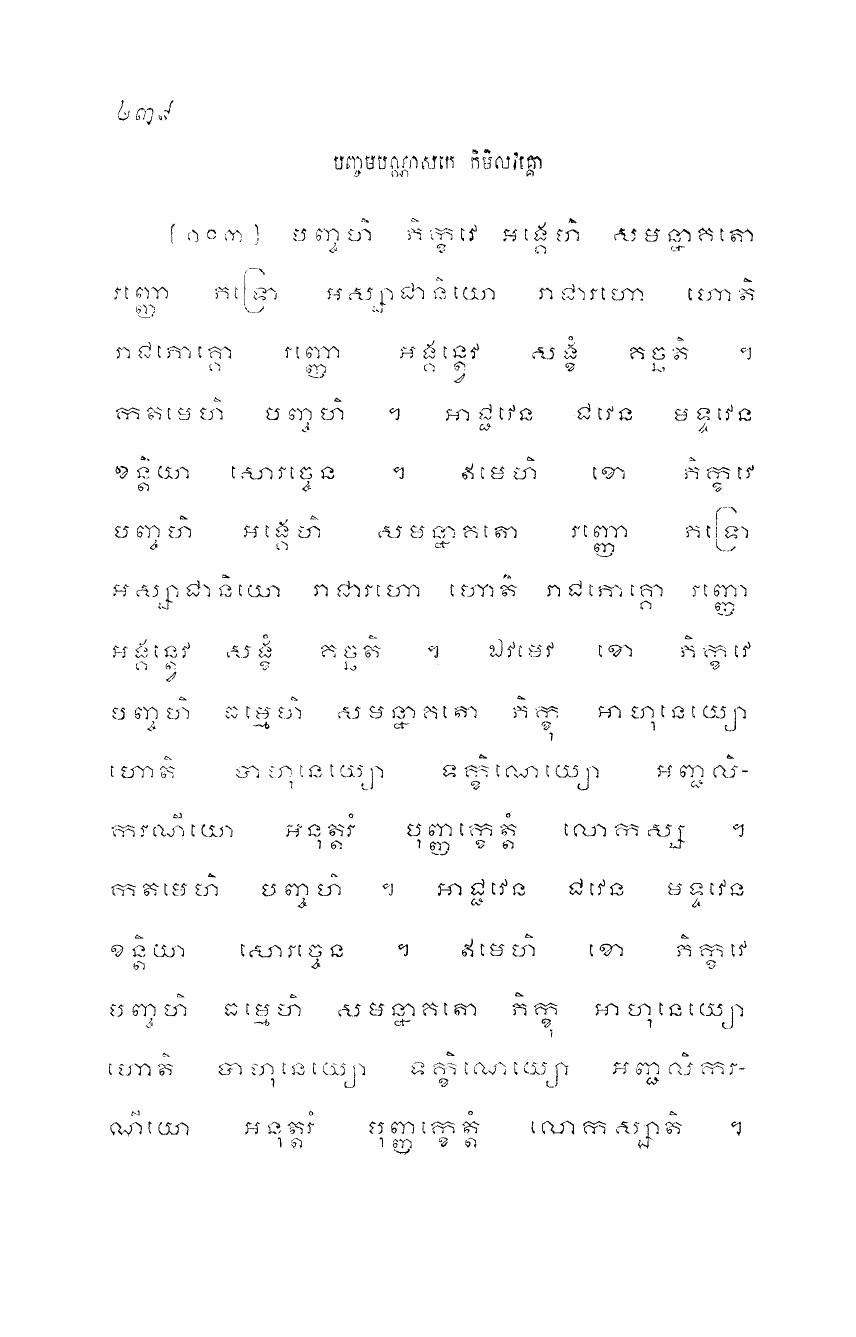 ៤៣៩
បញ្ចមបណ្ណាសកេ កិមិលវគ្គោ
[២០៣] បញ្ចហិ ភិក្ខវេ អង្គេហិ សមន្នាគតោ
រញ្ញោ ភទ្រោ អស្សាជានិយោ រាជារហោ ហោតិ
រាជភោគ្គោ រញ្ញោ អង្គន្ត្វេវ សង្ខំ គច្ឆតិ ។
កតមេហិ បញ្ចហិ ។ អាជ្ជវេន ជវេន មទ្ទវេន
ខន្តិយា សោរច្ចេន ។ ឥមេហិ ខោ ភិក្ខវេ
បញ្ចហិ អង្គេហិ សមន្នាគតោ រញ្ញោ ភទ្រោ
អស្សាជានិយោ រាជារហោ ហោតិ រាជភោគ្គោ រញ្ញោ
អង្គន្ត្វេវ សង្ខំ គច្ឆតិ ។ ឯវមេវ ខោ ភិក្ខវេ
បញ្ចហិ ធម្មេហិ សមន្នាគតោ ភិក្ខុ អាហុនេយ្យោ
ហោតិ បាហុនេយ្យោ ទក្ខិណេយ្យោ អញ្ជលិ-
ករណីយោ អនុត្តរំ បុញ្ញក្ខេត្តំ លោកស្ស ។
កតមេហិ បញ្ចហិ ។ អាជ្ជវេន ជវេន មទ្ទវេន
ខន្តិយា សោរច្ចេន ។ ឥមេហិ ខោ ភិក្ខវេ
បញ្ចហិ ធម្មេហិ សមន្នាគតោ ភិក្ខុ អាហុនេយ្យោ
ហោតិ បាហុនេយ្យោ ទក្ខិណេយ្យោ អញ្ជលិករ-
ណីយោ អនុត្តរំ បុញ្ញក្ខេត្តំ លោកស្សាតិ ។